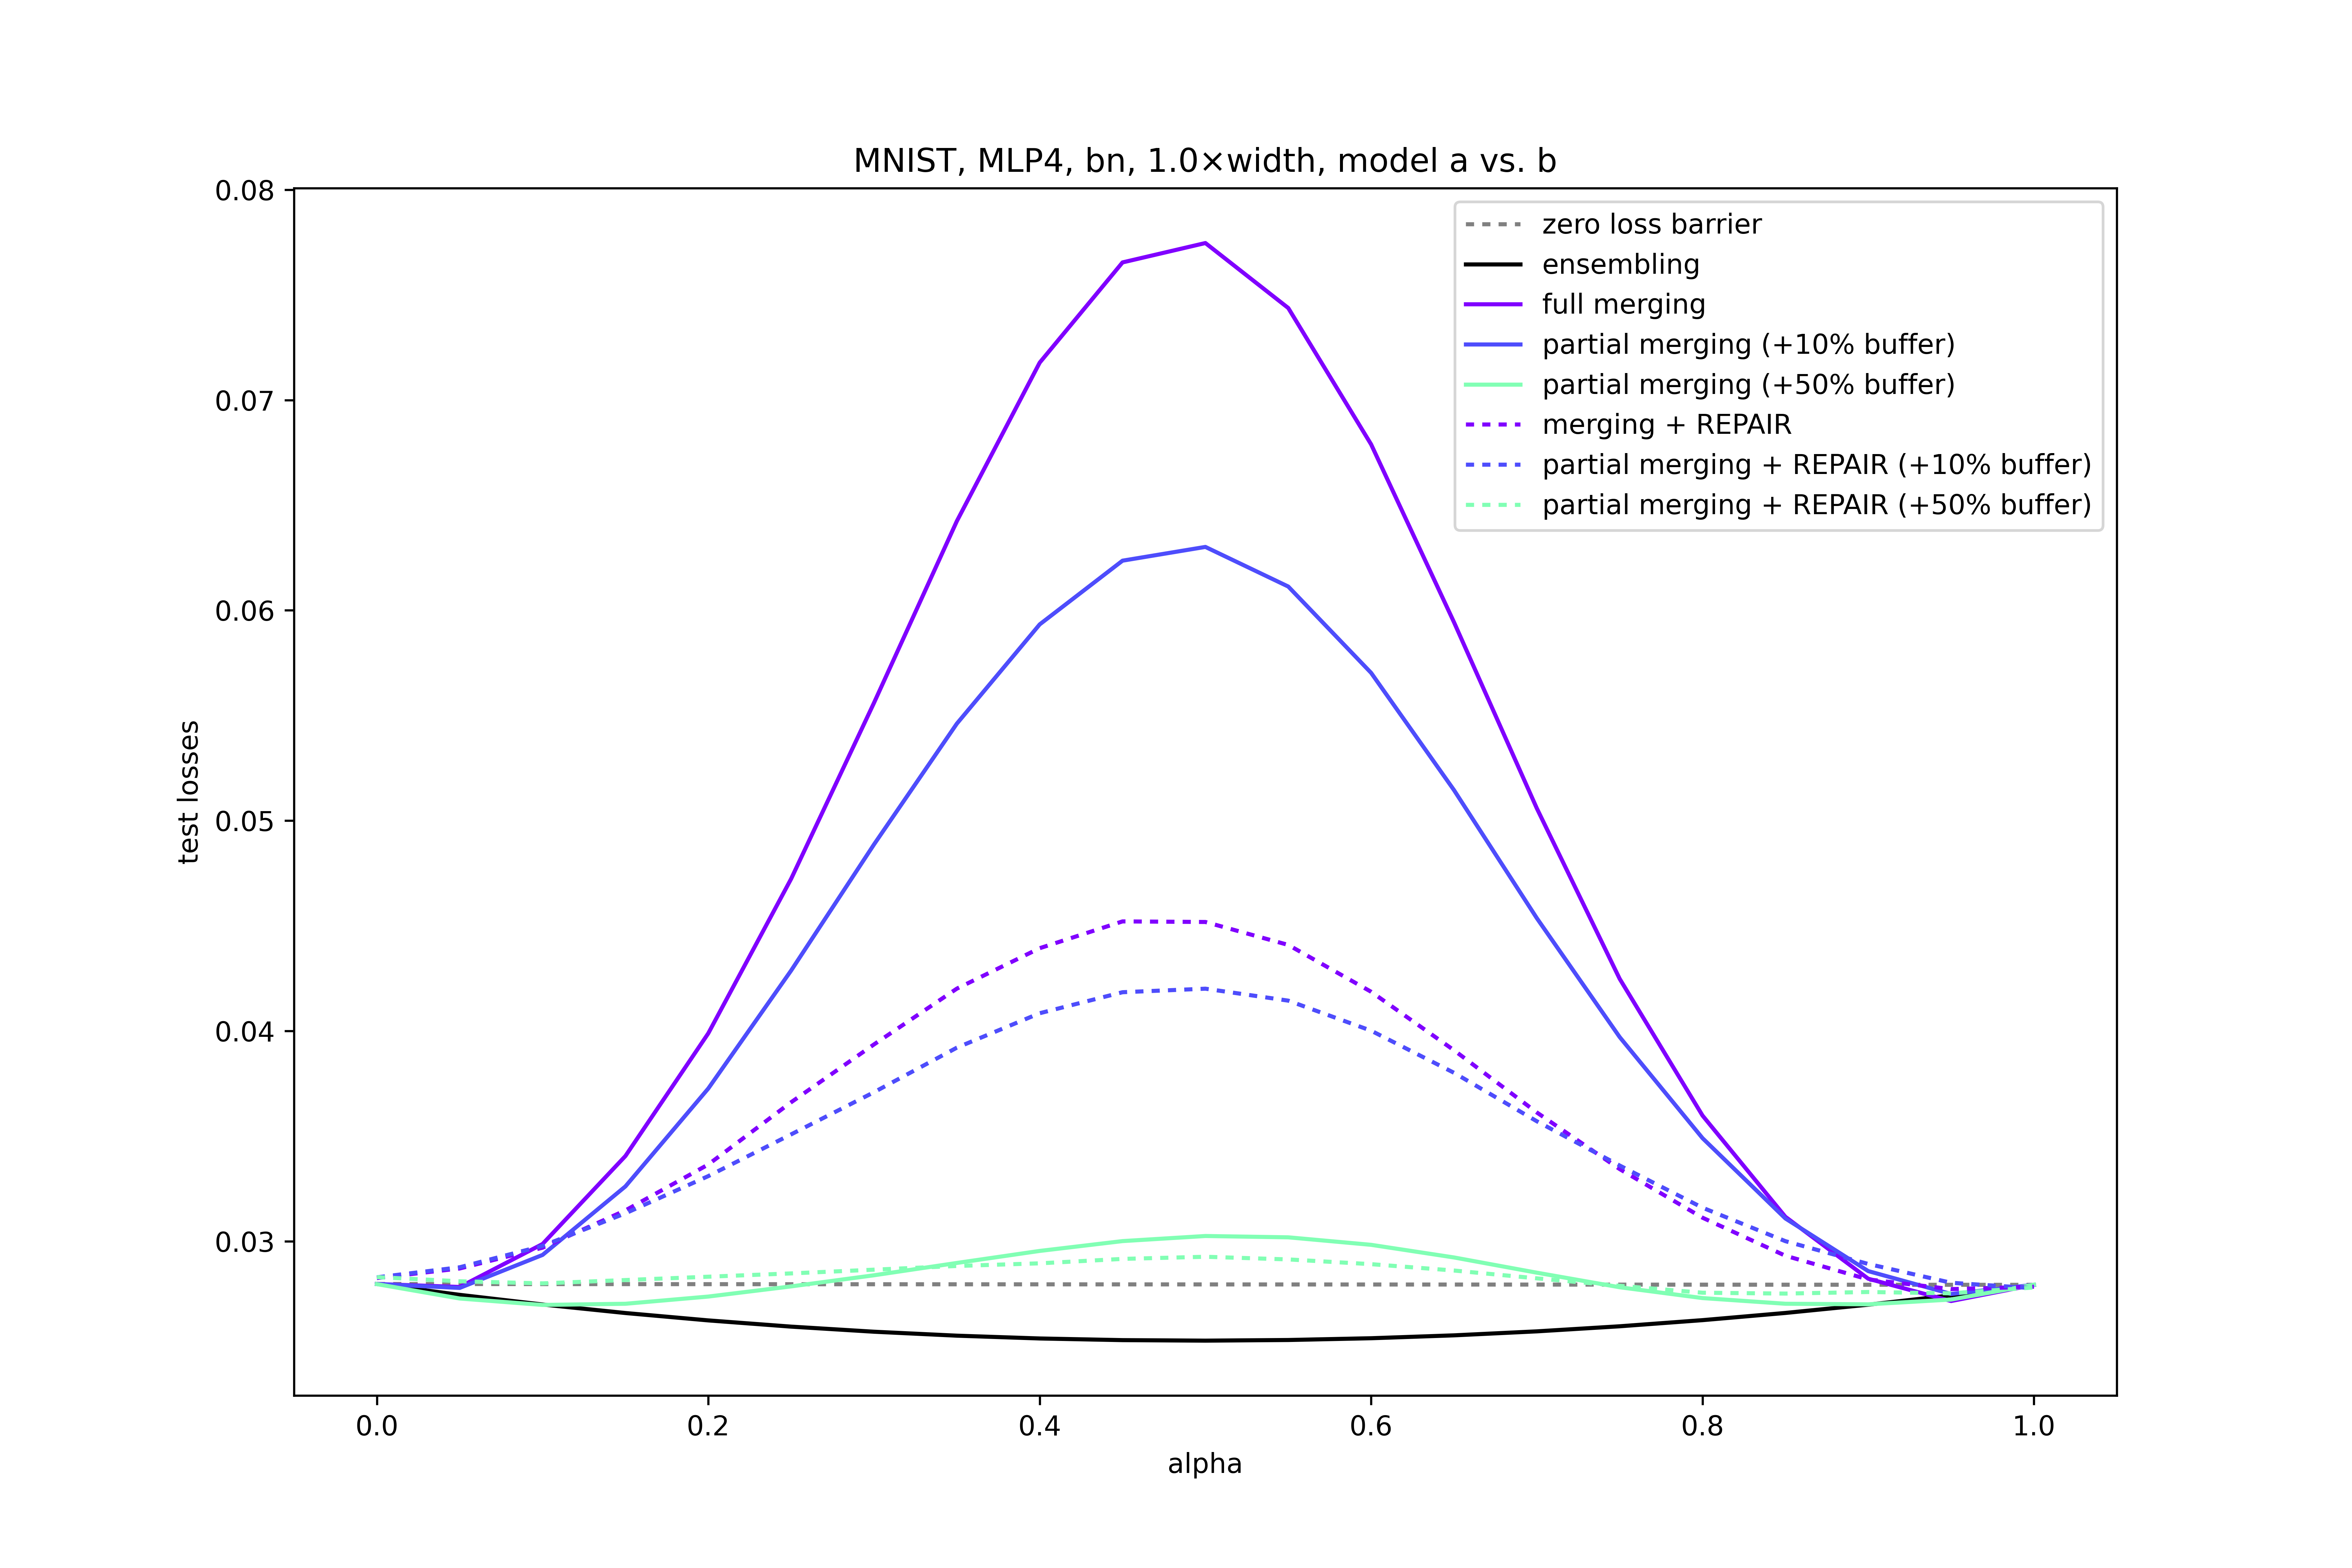 MNIST, MLP4, bn, 1.0×width, model a vs. b
0.08
0.07
0.06
0.05
0.04
0.03
test losses
zero loss barrier
ensembling
full merging
partial merging (+10% buffer)
partial merging (+50% buffer)
merging + REPAIR
partial merging + REPAIR (+10% buffer)
partial merging + REPAIR (+50% buffer)
0.0 0.2 0.4 0.6 0.8 1.0
alpha